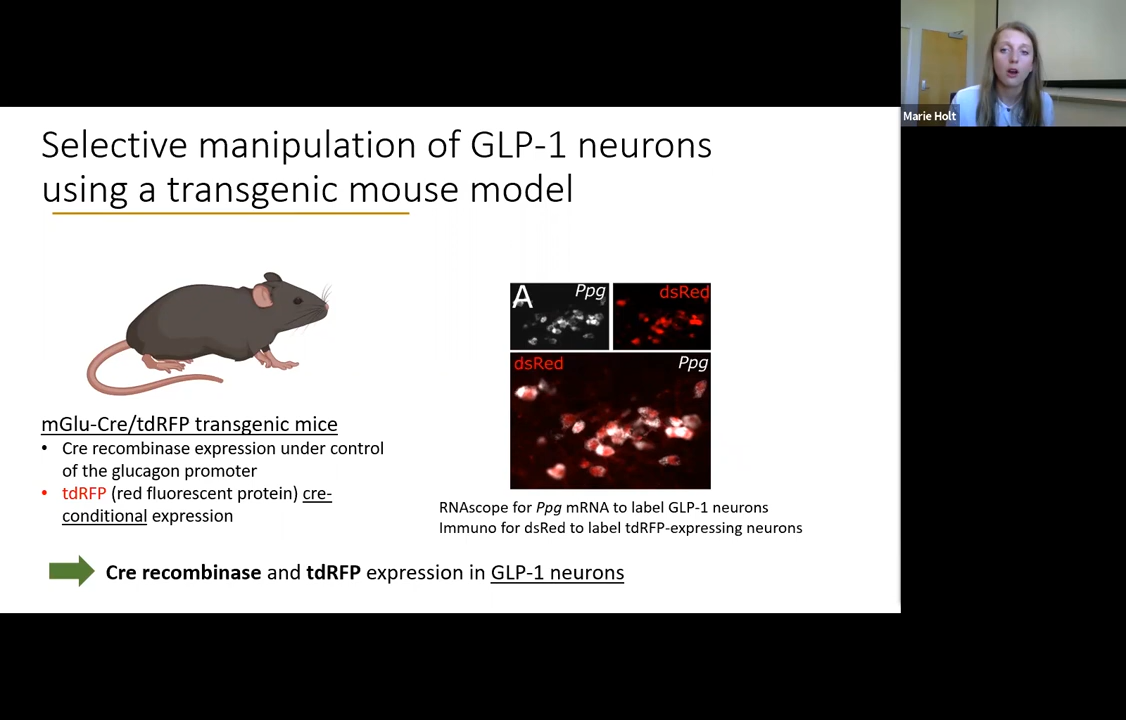 Marie Holt
Selective manipulation of GLP-1 neurons
using a transgenic mouse model
A
Ppg
dsRed
dsRed
Ppg
mGlu-Cre/tdRFP transgenic mice
• Cre recombinase expression under control
of the glucagon promoter
• tdRFP (red fluorescent protein) cre-
conditional expression
RNAscope for Ppg mRNA to label GLP-1 neurons
Immuno for dsRed to label tdRFP-expressing neurons
Cre recombinase and tdRFP expression in GLP-1 neurons